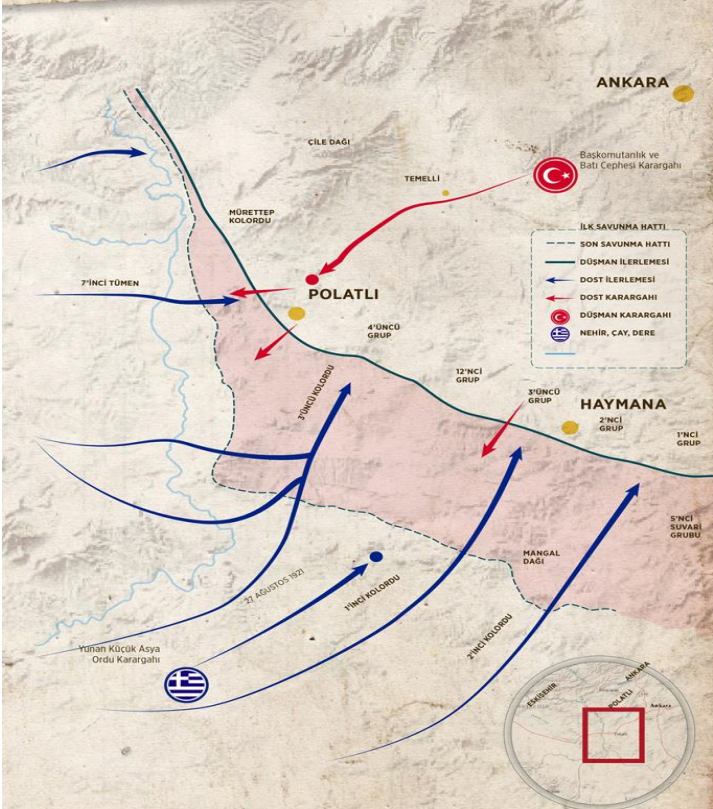 ANKARA
Başkomutanlık ve
Batı Cephesi Karargahı
ÇİLE DAĞI
TEMELLİ
MÜRETTEP
KOLORDU
İLK SAVUNMA HATTI
SON SAVUNMA HATTI
DÜŞMAN İLERLEMESİ
DOST İLERLEMESİ
DOST KARARGAHI
DÜŞMAN KARARGAHI
NEHİR, ÇAY, DERE
7'İNCİ TÜMEN
POLATLI
4'ÜNCÜ
GRUP
3'ÜNCÜ KOLORDU
12'NCİ
GRUP
3'ÜNCÜ
GRUP
HAYMANA
2'NCİ
GRUP
1'NCİ
GRUP
5'NCİ
SUVARİ
GRUBU
MANGAL
DAĞI
27 AĞUSTOS 1921
1'İNCİ KOLORDU
2'İNCİ KOLORDU
Yunan Küçük Asya
Ordu Karargahı
ESKİŞEHİR
ANKARA
POLATLI
Ankara